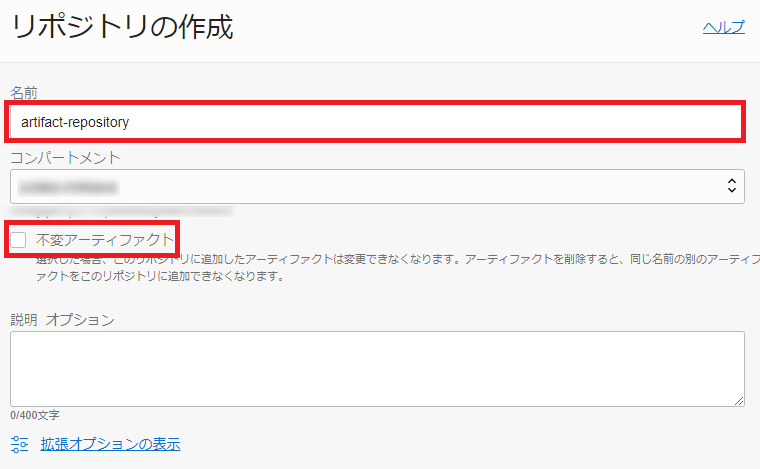 リポジトリの作成
ヘルプ
名前
artifact-repository
コンパートメント
不変アーティファクト
選択した場合、このリポジトリに追加したアーティファクトは変更できなくなります。アーティファクトを削除すると、同じ名前の別のアーティフ
ァクトをこのリポジトリに追加できなくなります。
説明 オプション
0/400文字
拡張オプションの表示